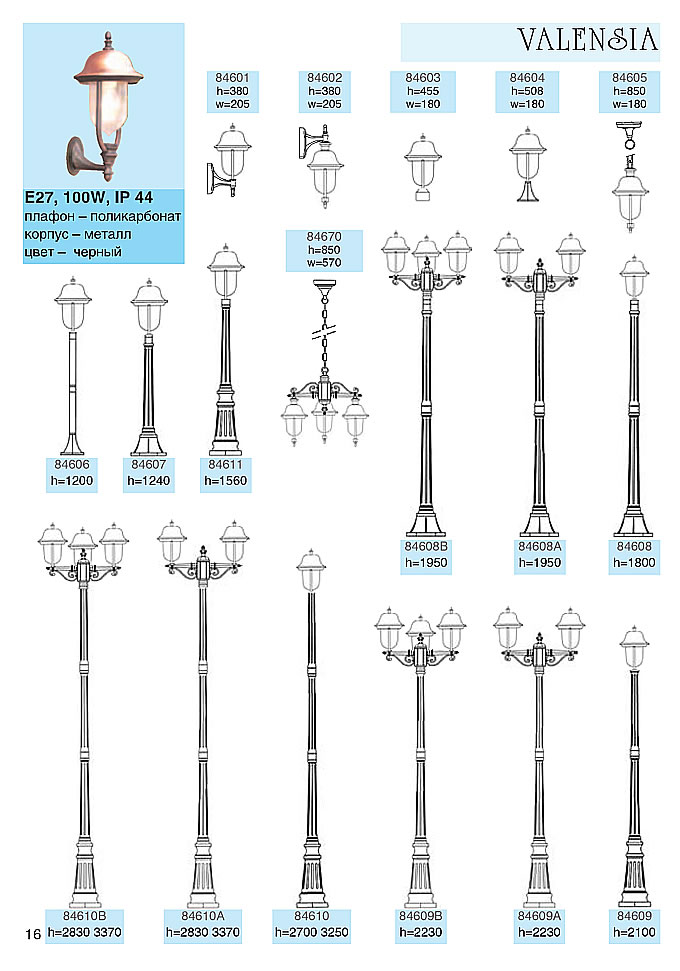 VALENSIA
84601
h=380
w=205
84602
h=380
w=205
84603
h=455
w=180
84604
h=508
w=180
84605
h=850
w=180
E27, 100W, IP 44
плафон – поликарбонат
корпус – металл
цвет – черный
84670
h=850
w=570
84606
h=1200
84607
h=1240
84611
h=1560
84608B
h=1950
84608A
h=1950
84608
h=1800
84610B
h=2830 3370
84610A
h=2830 3370
84610
h=2700 3250
84609B
h=2230
84609A
h=2230
84609
h=2100
16